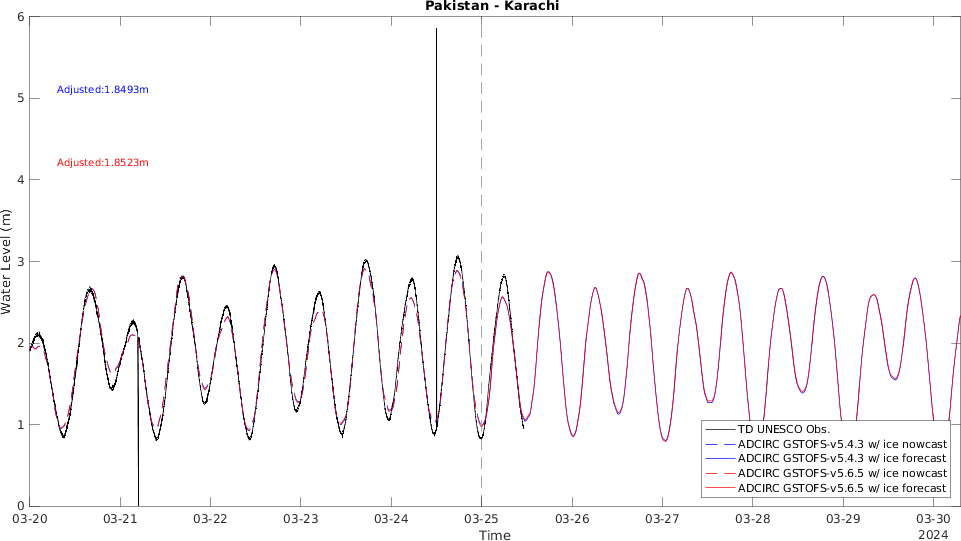 Pakistan - Karachi
6
5
4
3
2
1
0
Water Level (m)
Adjusted:1.8493m
Adjusted:1.8523m
TD UNESCO Obs.
ADCIRC GSTOFS-v5.4.3 w/ ice nowcast
ADCIRC GSTOFS-v5.4.3 w/ ice forecast
ADCIRC GSTOFS-v5.6.5 w/ ice nowcast
ADCIRC GSTOFS-v5.6.5 w/ ice forecast
03-20 03-21 03-22 03-23 03-24 03-25 03-26 03-27 03-28 03-29 03-30
Time
2024